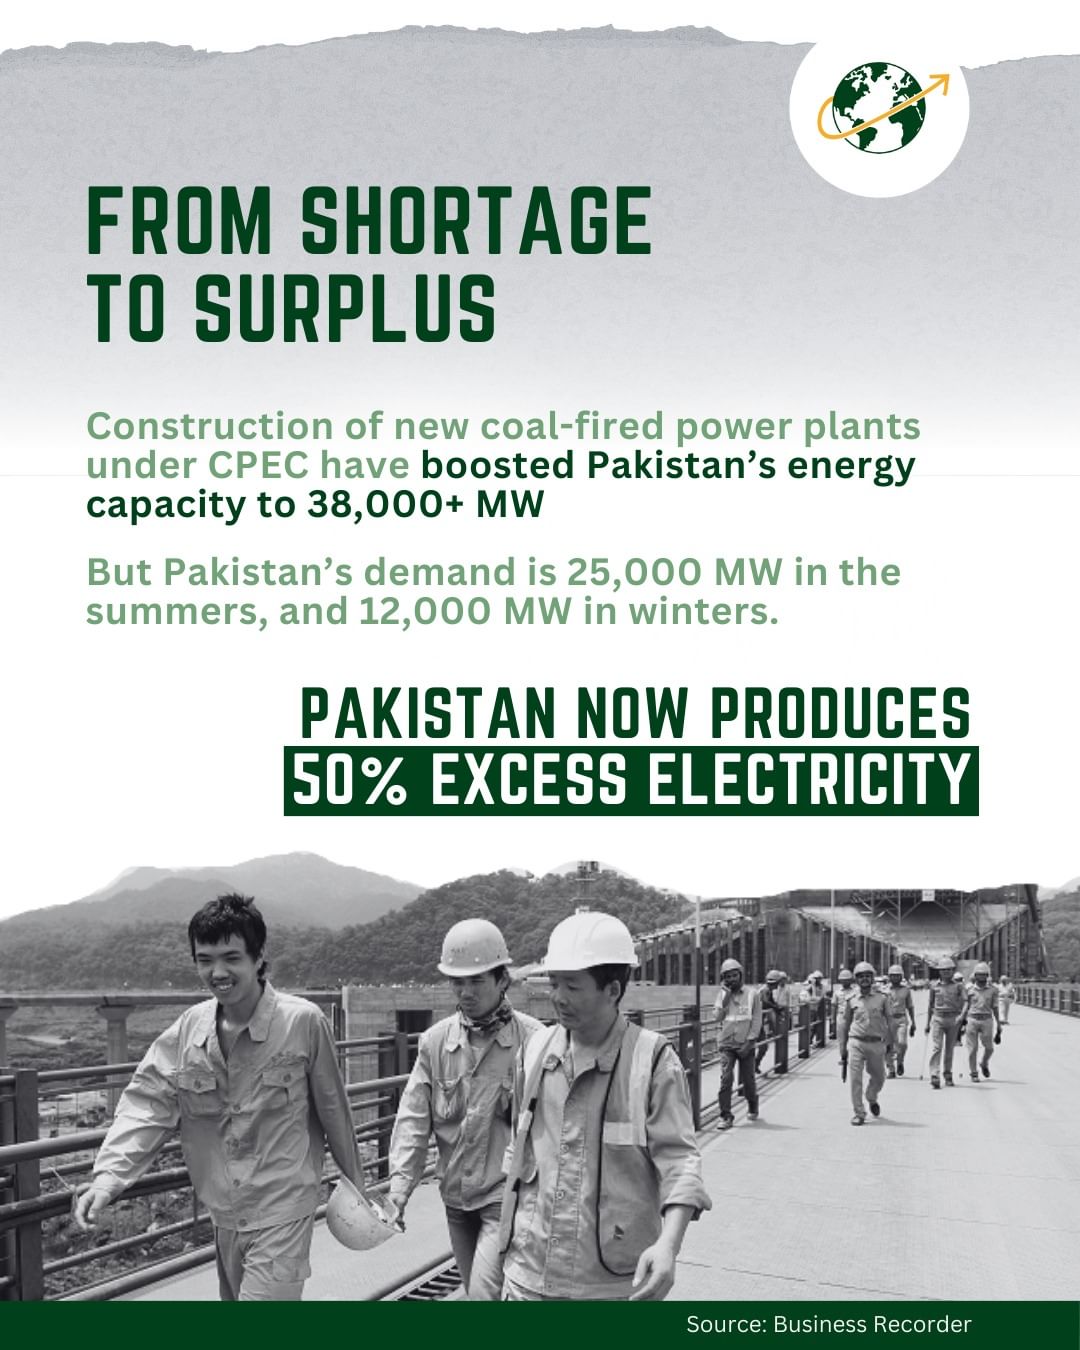 FROM SHORTAGE
TO SURPLUS
Construction of new coal-fired power plants
under CPEC have boosted Pakistan’s energy
capacity to 38,000+ MW
But Pakistan’s demand is 25,000 MW in the
summers, and 12,000 MW in winters.
PAKISTAN NOW PRODUCES
50% EXCESS ELECTRICITY
Source: Business Recorder